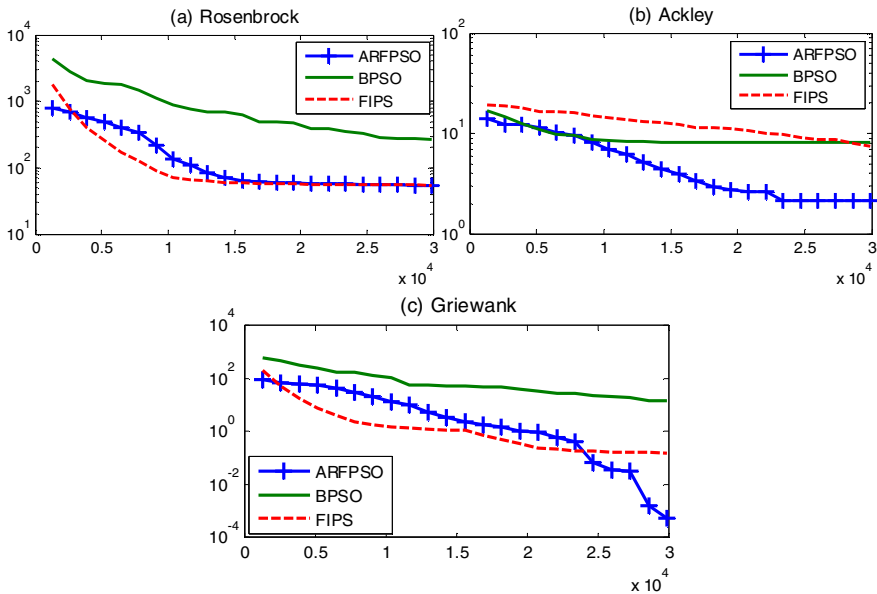 (a) Rosenbrock
10^4
10^3
10^2
10^1
ARFPSO
BPSO
FIPS
0 0.5 1 1.5 2 2.5 3
x 10^4
(b) Ackley
10^2
10^1
10^0
ARFPSO
BPSO
FIPS
0 0.5 1 1.5 2 2.5 3
x 10^4
(c) Griewank
10^4
10^2
10^0
10^-2
10^-4
ARFPSO
BPSO
FIPS
0 0.5 1 1.5 2 2.5 3
x 10^4